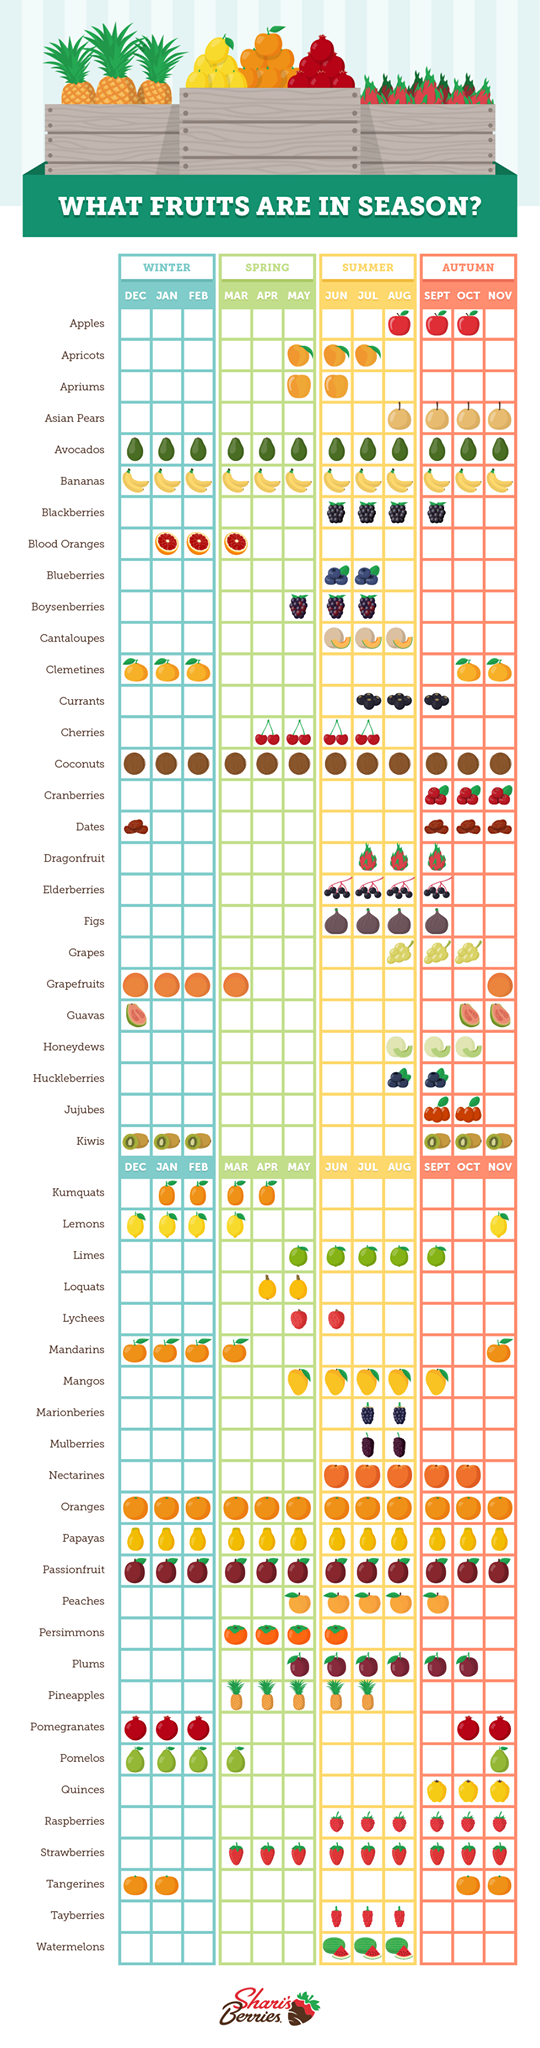 WHAT FRUITS ARE IN SEASON?
WINTER SPRING SUMMER AUTUMN
DEC JAN FEB MAR APR MAY JUN JUL AUG SEPT OCT NOV
Apples
Apricots
Apriums
Asian Pears
Avocados
Bananas
Blackberries
Blood Oranges
Blueberries
Boysenberries
Cantaloupes
Clemetines
Currants
Cherries
Coconuts
Cranberries
Dates
Dragonfruit
Elderberries
Figs
Grapes
Grapefruits
Guavas
Honeydews
Huckleberries
Jujubes
Kiwis
DEC JAN FEB MAR APR MAY JUN JUL AUG SEPT OCT NOV
Kumquats
Lemons
Limes
Loquats
Lychees
Mandarins
Mangos
Marionberies
Mulberries
Nectarines
Oranges
Papayas
Passionfruit
Peaches
Persimmons
Plums
Pineapples
Pomegranates
Pomelos
Quinces
Raspberries
Strawberries
Tangerines
Tayberries
Watermelons
Shari's
Berries